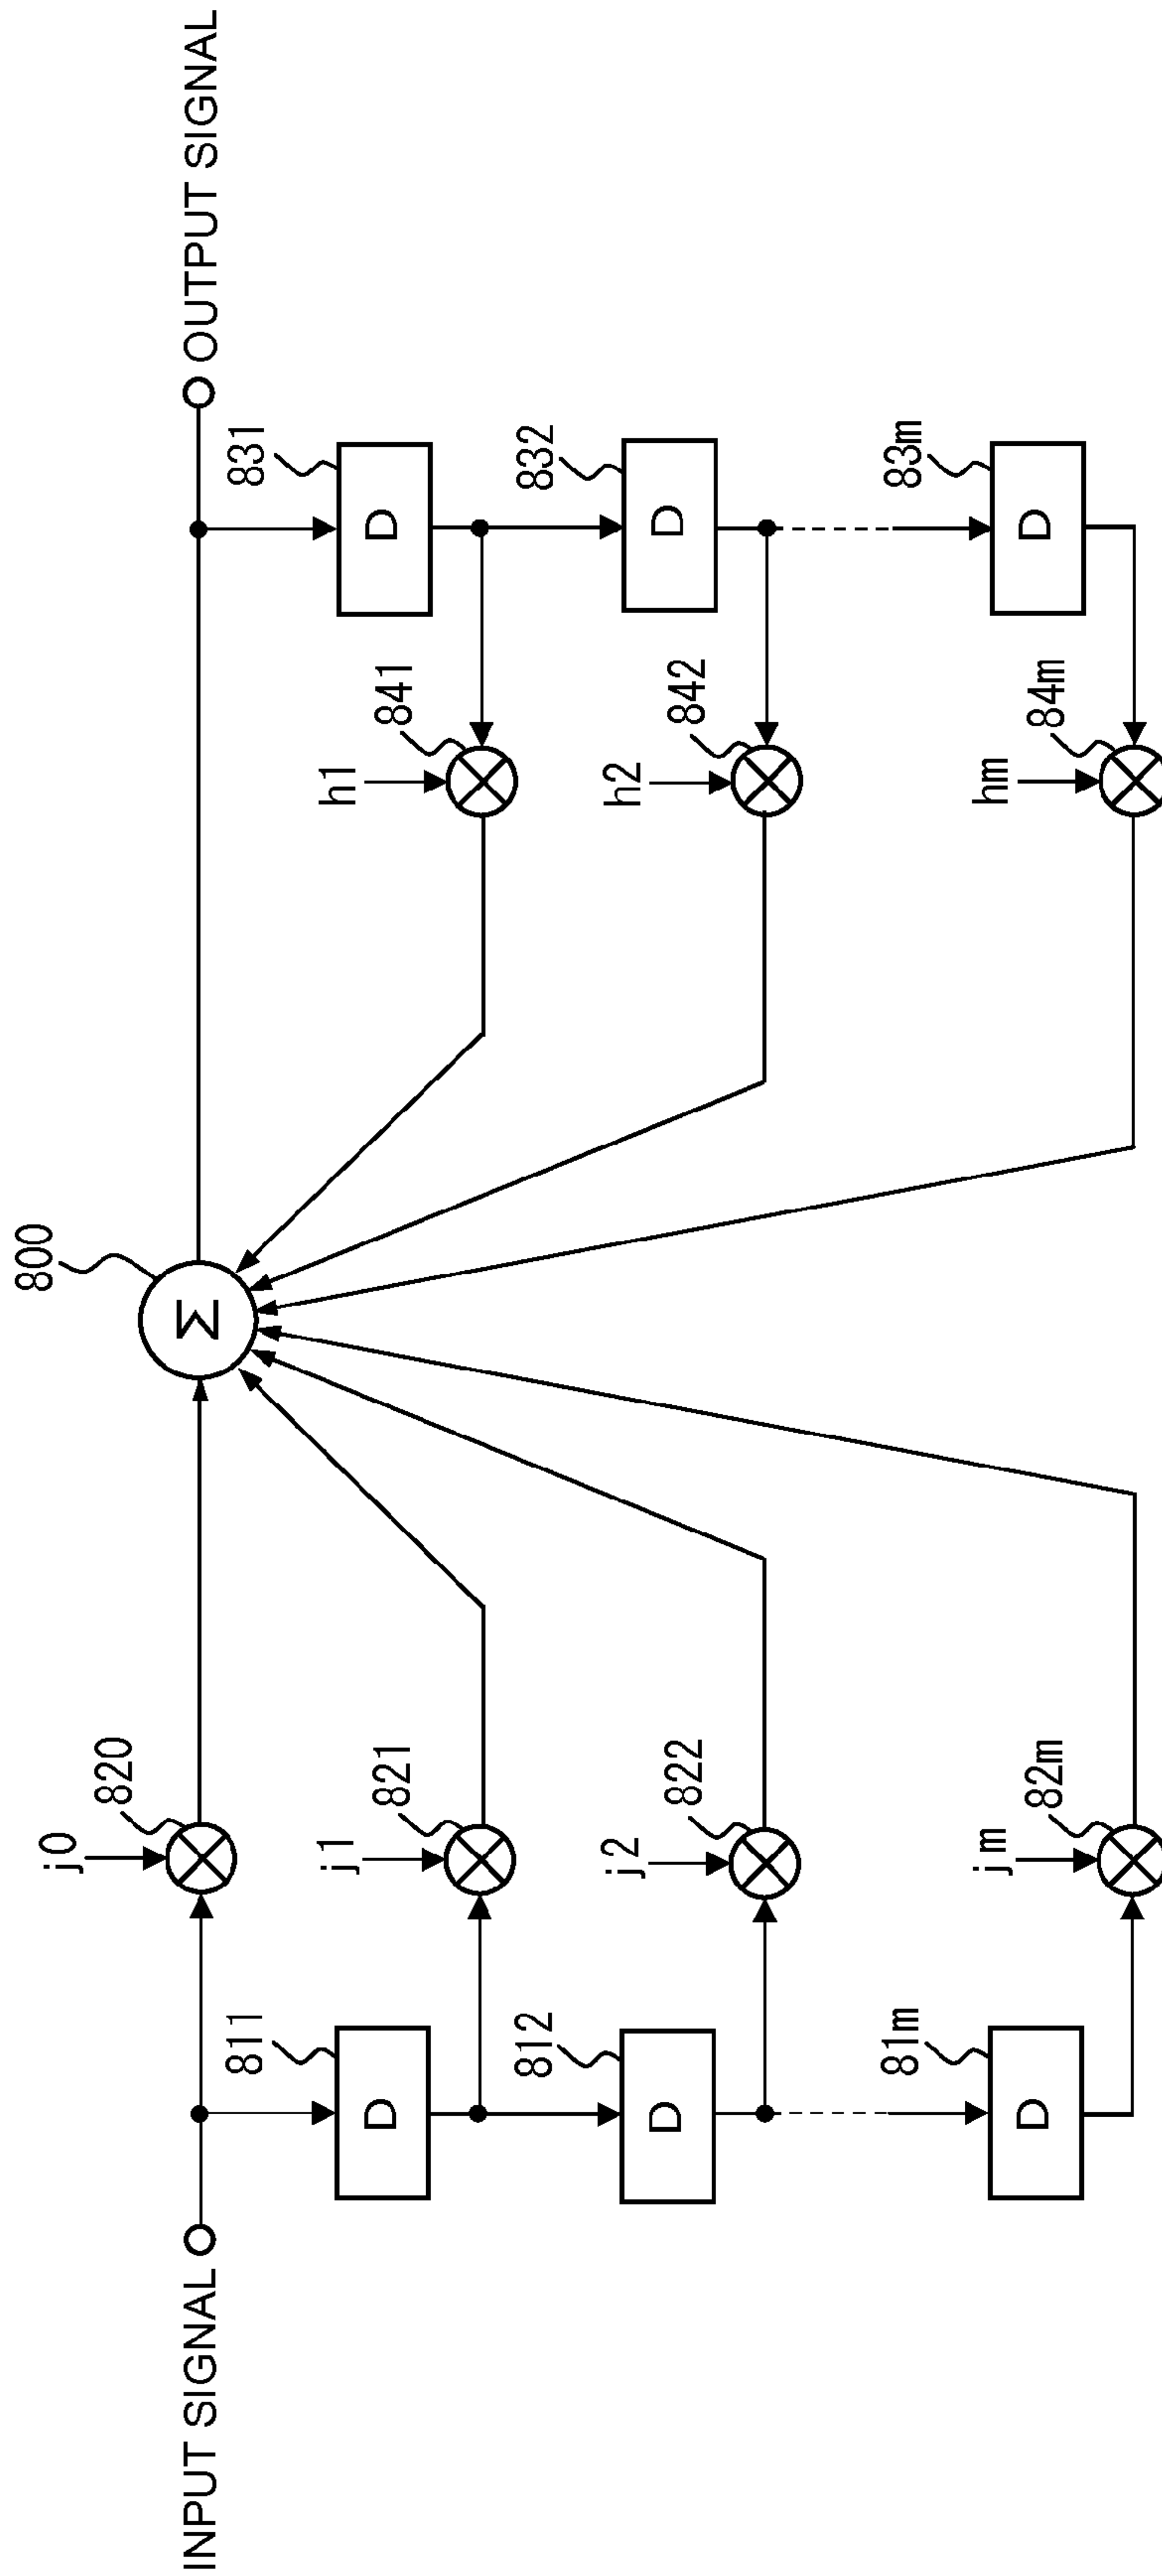 800
j0
820
INPUT SIGNAL
Σ
OUTPUT SIGNAL
811
D
j1
821
h1
841
831
D
812
D
j2
822
h2
842
832
D
81m
D
jm
82m
hm
84m
83m
D